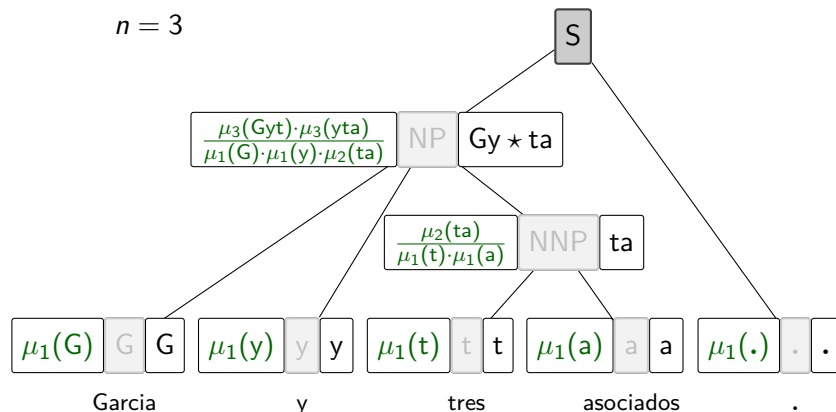 n = 3
S
μ₃(Gyt)·μ₃(yta)
μ₁(G)·μ₁(y)·μ₂(ta) NP Gy ⋆ ta
μ₂(ta)
μ₁(t)·μ₁(a) NNP ta
μ₁(G) G G μ₁(y) y y μ₁(t) t t μ₁(a) a a μ₁(.) . .
Garcia y tres asociados .